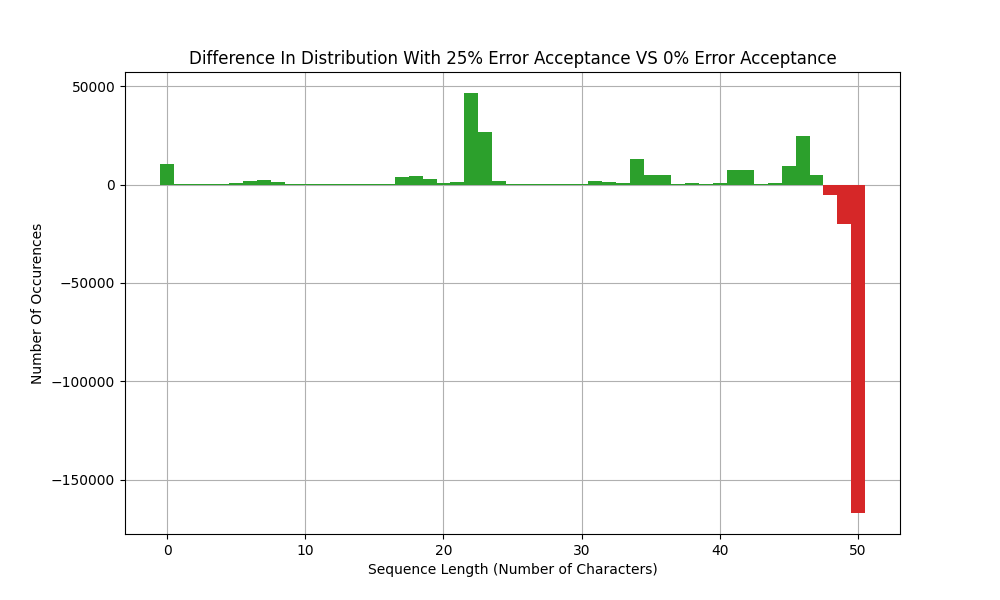 Difference In Distribution With 25% Error Acceptance VS 0% Error Acceptance
50000
0
−50000
−100000
−150000
Number Of Occurences
0 10 20 30 40 50
Sequence Length (Number of Characters)